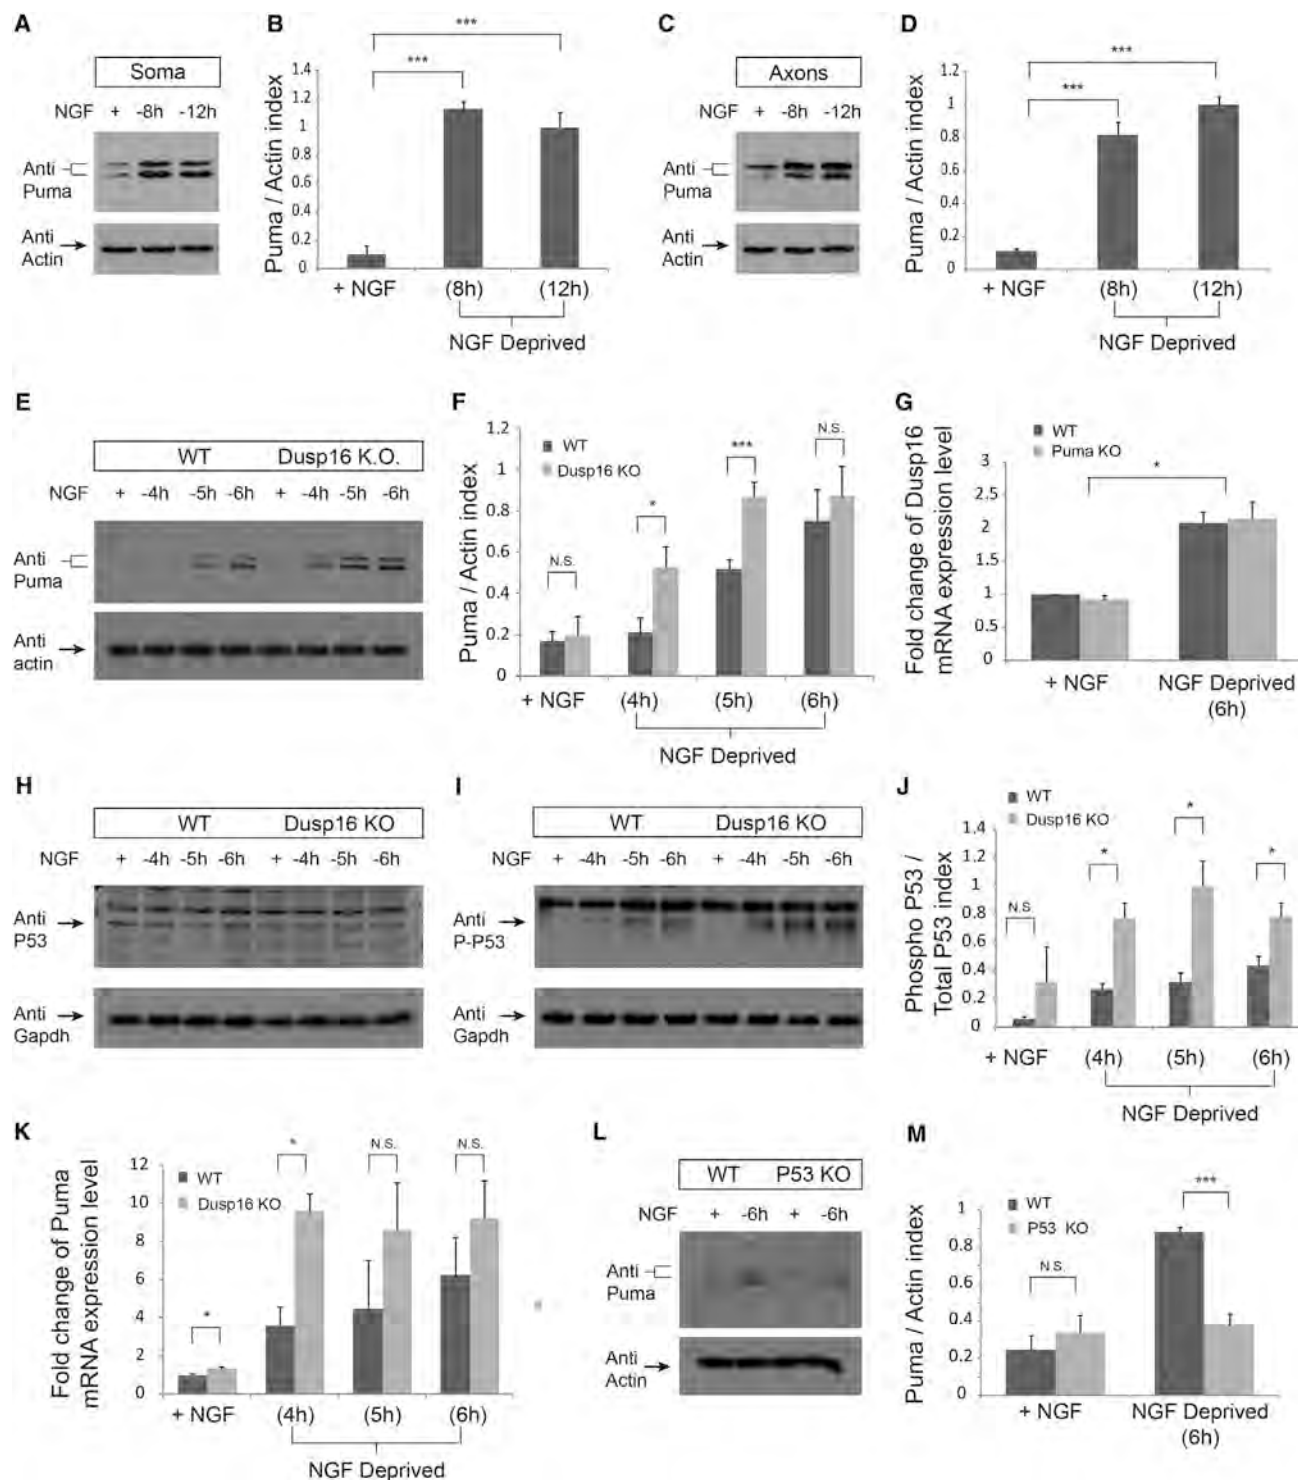 A
Soma
NGF + -8h -12h
Anti
Puma
Anti
Actin
B
Puma / Actin index
1.4
1.2
1
0.8
0.6
0.4
0.2
0
***
***
+ NGF (8h) (12h)
NGF Deprived
C
Axons
NGF + -8h -12h
Anti
Puma
Anti
Actin
D
Puma / Actin index
1.2
1
0.8
0.6
0.4
0.2
0
***
***
+ NGF (8h) (12h)
NGF Deprived
E
WT Dusp16 K.O.
NGF + -4h -5h -6h + -4h -5h -6h
Anti
Puma
Anti
actin
F
Puma / Actin index
1.2
1
0.8
0.6
0.4
0.2
0
WT
Dusp16 KO
N.S.
*
***
N.S.
+ NGF (4h) (5h) (6h)
NGF Deprived
G
Fold change of Dusp16
mRNA expression level
WT
Puma KO
3
2.5
2
1.5
1
0.5
0
*
+ NGF NGF Deprived
(6h)
H
WT Dusp16 KO
NGF + -4h -5h -6h + -4h -5h -6h
Anti
P53
Anti
Gapdh
I
WT Dusp16 KO
NGF + -4h -5h -6h + -4h -5h -6h
Anti
P-P53
Anti
Gapdh
J
WT
Dusp16 KO
Phospho P53 /
Total P53 index
1.4
1.2
1
0.8
0.6
0.4
0.2
0
N.S
*
*
*
+ NGF (4h) (5h) (6h)
NGF Deprived
K
Fold change of Puma
mRNA expression level
12
10
8
6
4
2
0
WT
Dusp16 KO
*
*
N.S.
N.S.
+ NGF (4h) (5h) (6h)
NGF Deprived
L
WT P53 KO
NGF + -6h + -6h
Anti
Puma
Anti
Actin
M
Puma / Actin index
1
0.8
0.6
0.4
0.2
0
WT
P53 KO
N.S.
***
+ NGF NGF Deprived
(6h)